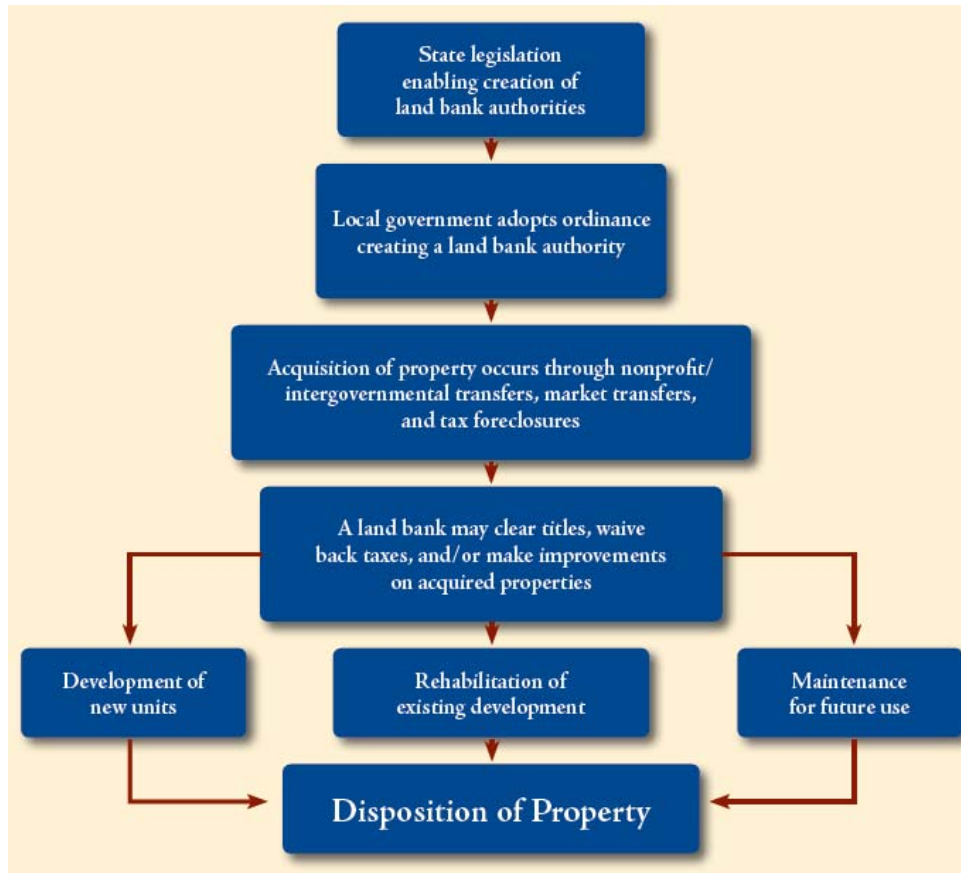 State legislation
enabling creation of
land bank authorities
Local government adopts ordinance
creating a land bank authority
Acquisition of property occurs through nonprofit/
intergovernmental transfers, market transfers,
and tax foreclosures
A land bank may clear titles, waive
back taxes, and/or make improvements
on acquired properties
Development of
new units
Rehabilitation of
existing development
Maintenance
for future use
Disposition of Property